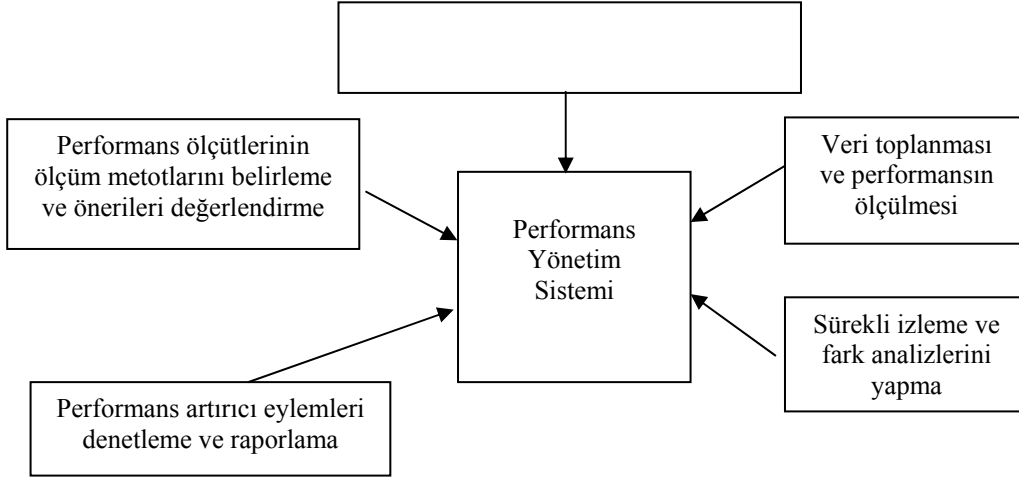 Performans ölçütlerinin
ölçüm metotlarını belirleme
ve önerileri değerlendirme
Veri toplanması
ve performansın
ölçülmesi
Performans
Yönetim
Sistemi
Sürekli izleme ve
fark analizlerini
yapma
Performans artırıcı eylemleri
denetleme ve raporlama